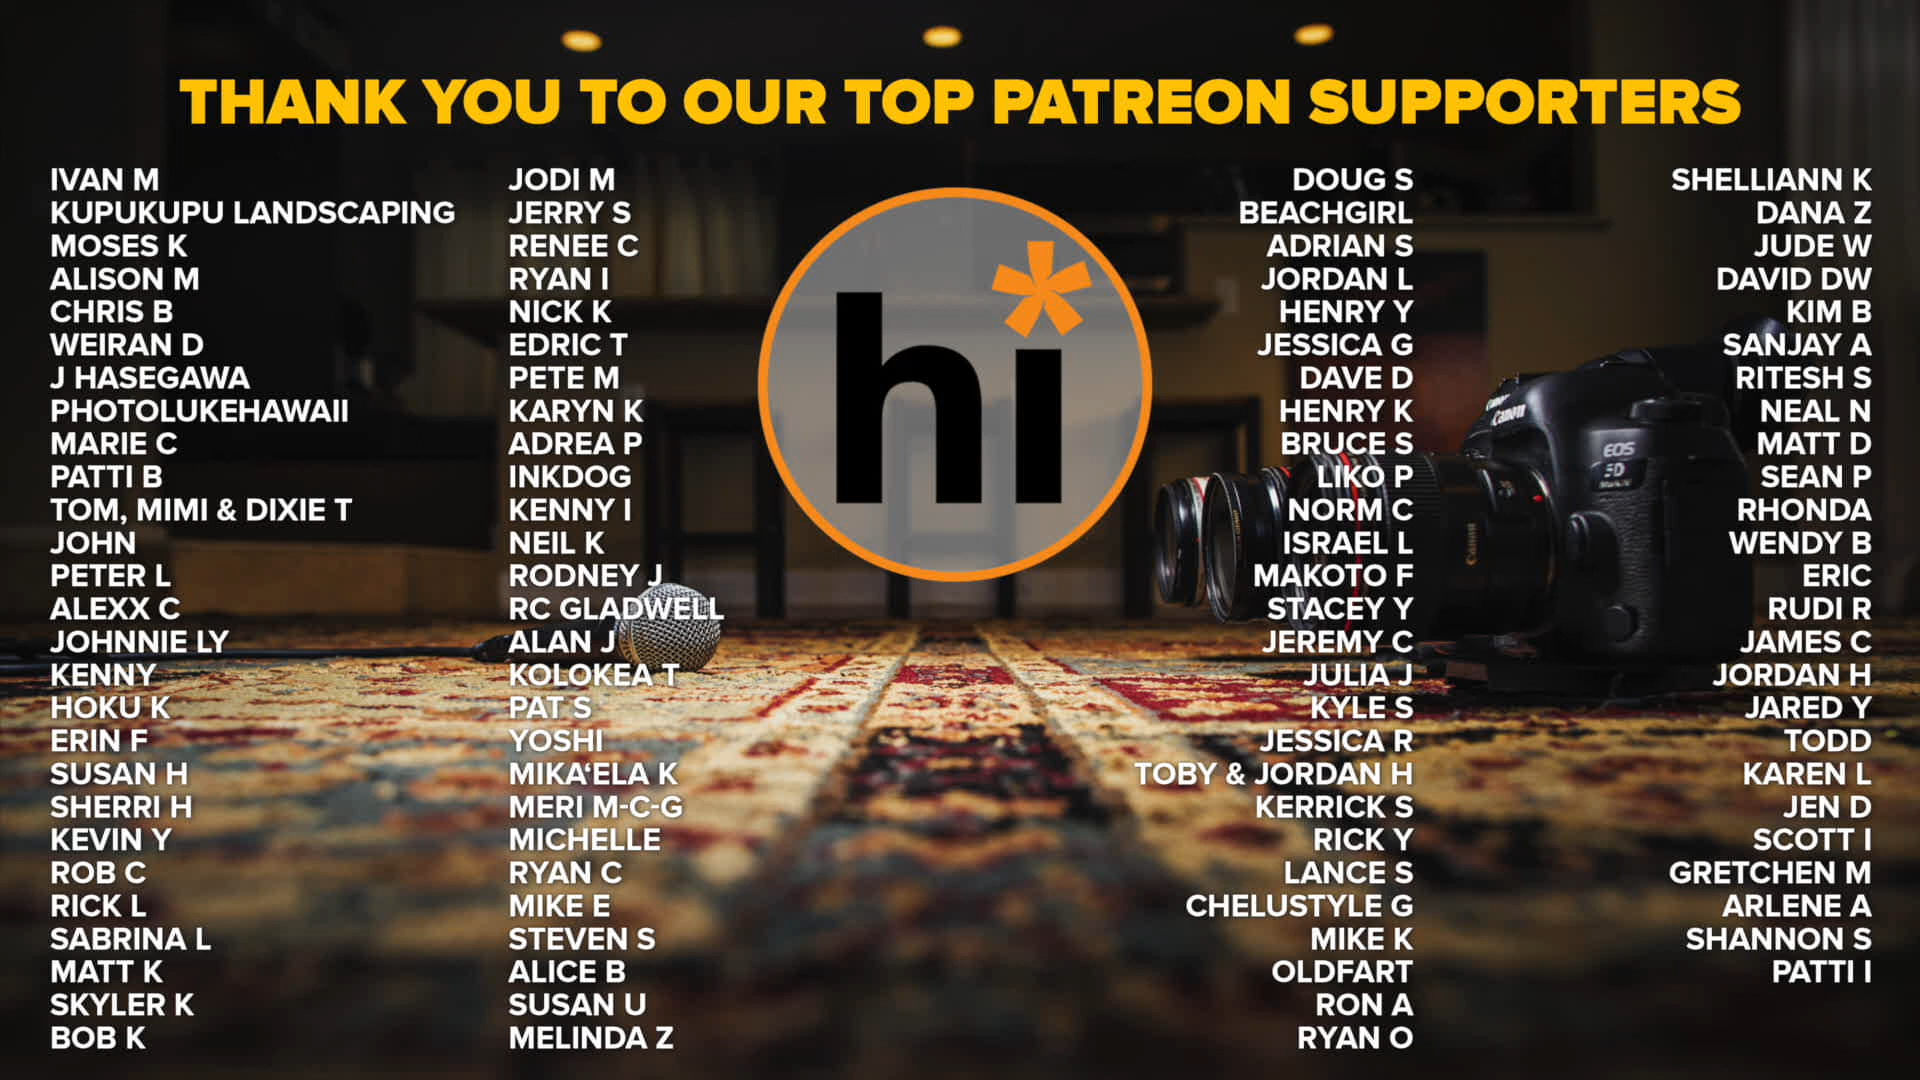 THANK YOU TO OUR TOP PATREON SUPPORTERS
IVAN M
KUPUKUPU LANDSCAPING
MOSES K
ALISON M
CHRIS B
WEIRAN D
J HASEGAWA
PHOTOLUKEHAWAII
MARIE C
PATTI B
TOM, MIMI & DIXIE T
JOHN
PETER L
ALEXX C
JOHNNIE LY
KENNY
HOKU K
ERIN F
SUSAN H
SHERRI H
KEVIN Y
ROB C
RICK L
SABRINA L
MATT K
SKYLER K
BOB K
JODI M
JERRY S
RENEE C
RYAN I
NICK K
EDRIC T
PETE M
KARYN K
ADREA P
INKDOG
KENNY I
NEIL K
RODNEY J
RC GLADWELL
ALAN J
KOLOKEA T
PAT S
YOSHI
MIKA‘ELA K
MERI M-C-G
MICHELLE
RYAN C
MIKE E
STEVEN S
ALICE B
SUSAN U
MELINDA Z
hi*
DOUG S
BEACHGIRL
ADRIAN S
JORDAN L
HENRY Y
JESSICA G
DAVE D
HENRY K
BRUCE S
LIKO P
NORM C
ISRAEL L
MAKOTO F
STACEY Y
JEREMY C
JULIA J
KYLE S
JESSICA R
TOBY & JORDAN H
KERRICK S
RICK Y
LANCE S
CHELUSTYLE G
MIKE K
OLDFART
RON A
RYAN O
SHELLIANN K
DANA Z
JUDE W
DAVID DW
KIM B
SANJAY A
RITESH S
NEAL N
MATT D
SEAN P
RHONDA
WENDY B
ERIC
RUDI R
JAMES C
JORDAN H
JARED Y
TODD
KAREN L
JEN D
SCOTT I
GRETCHEN M
ARLENE A
SHANNON S
PATTI I
Canon
EOS
5D
Canon